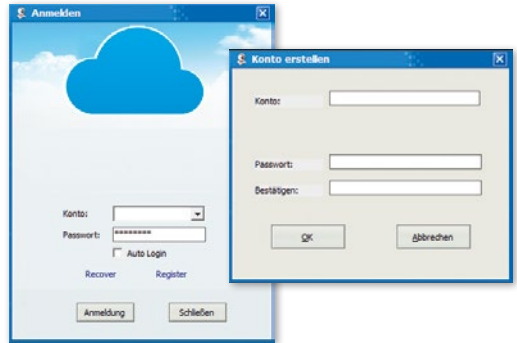 Anmelden
Konto:
Passwort: ********
Auto Login
Recover Register
Anmeldung Schließen
Konto erstellen
Konto:
Passwort:
Bestätigen:
OK Abbrechen